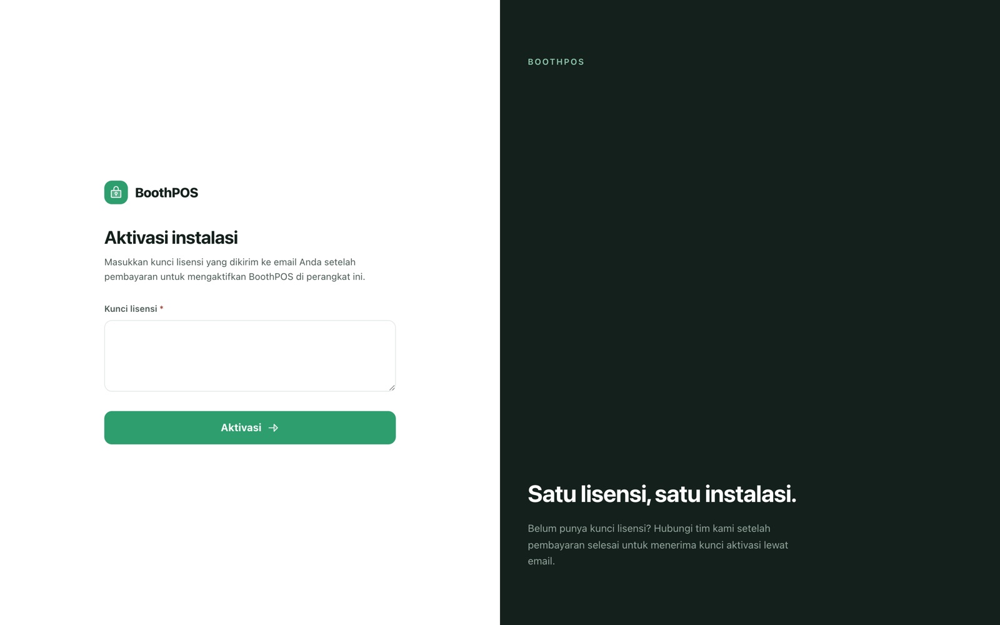 BoothPOS
Aktivasi instalasi
Masukkan kunci lisensi yang dikirim ke email Anda setelah
pembayaran untuk mengaktifkan BoothPOS di perangkat ini.
Kunci lisensi *
Aktivasi
BOOTHPOS
Satu lisensi, satu instalasi.
Belum punya kunci lisensi? Hubungi tim kami setelah
pembayaran selesai untuk menerima kunci aktivasi lewat
email.